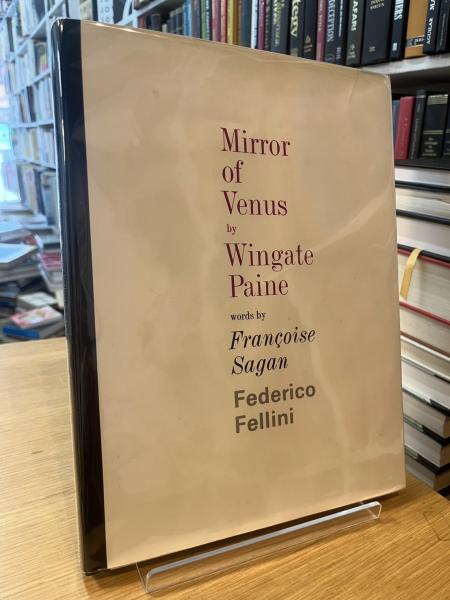 Mirror
of
Venus
by
Wingate
Paine
words by
Françoise
Sagan
Federico
Fellini